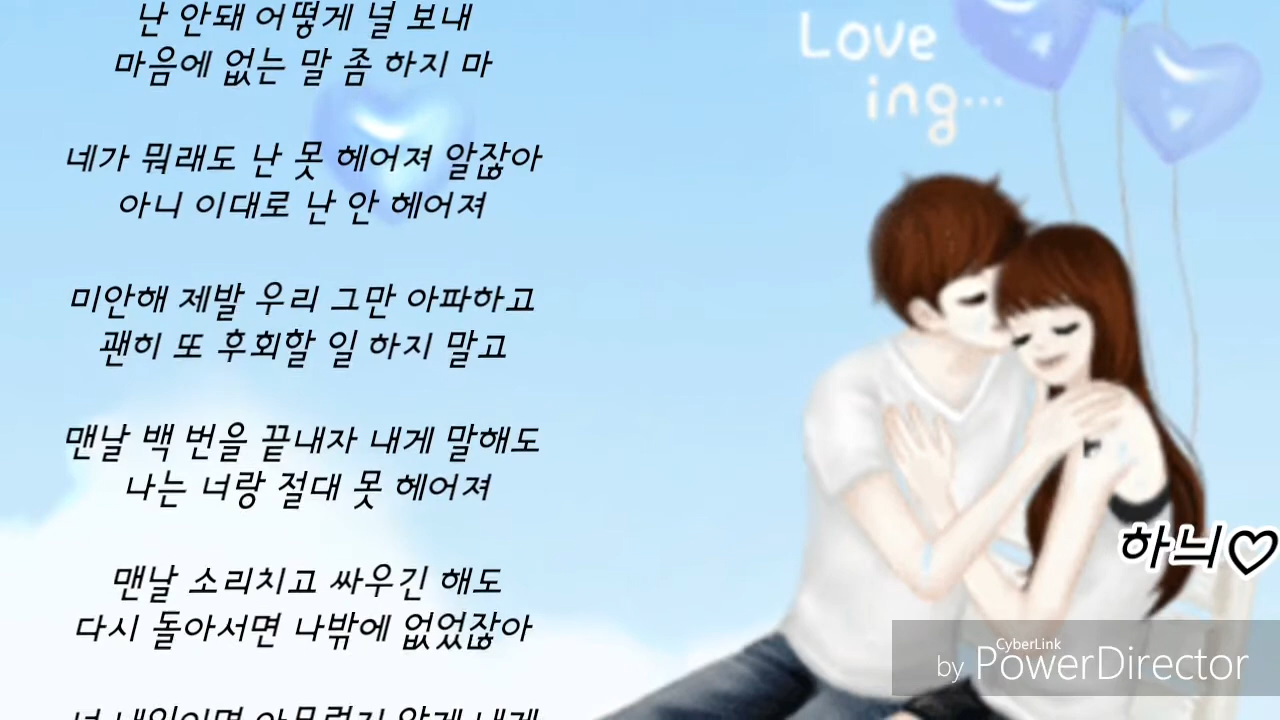 난 안돼 어떻게 널 보내
마음에 없는 말 좀 하지 마
네가 뭐래도 난 못 헤어져 알잖아
아니 이대로 난 안 헤어져
미안해 제발 우리 그만 아파하고
괜히 또 후회할 일 하지 말고
맨날 백 번을 끝내자 내게 말해도
나는 너랑 절대 못 헤어져
맨날 소리치고 싸우긴 해도
다시 돌아서면 나밖에 없었잖아
Love
ing...
하늬♡
CyberLink
by PowerDirector